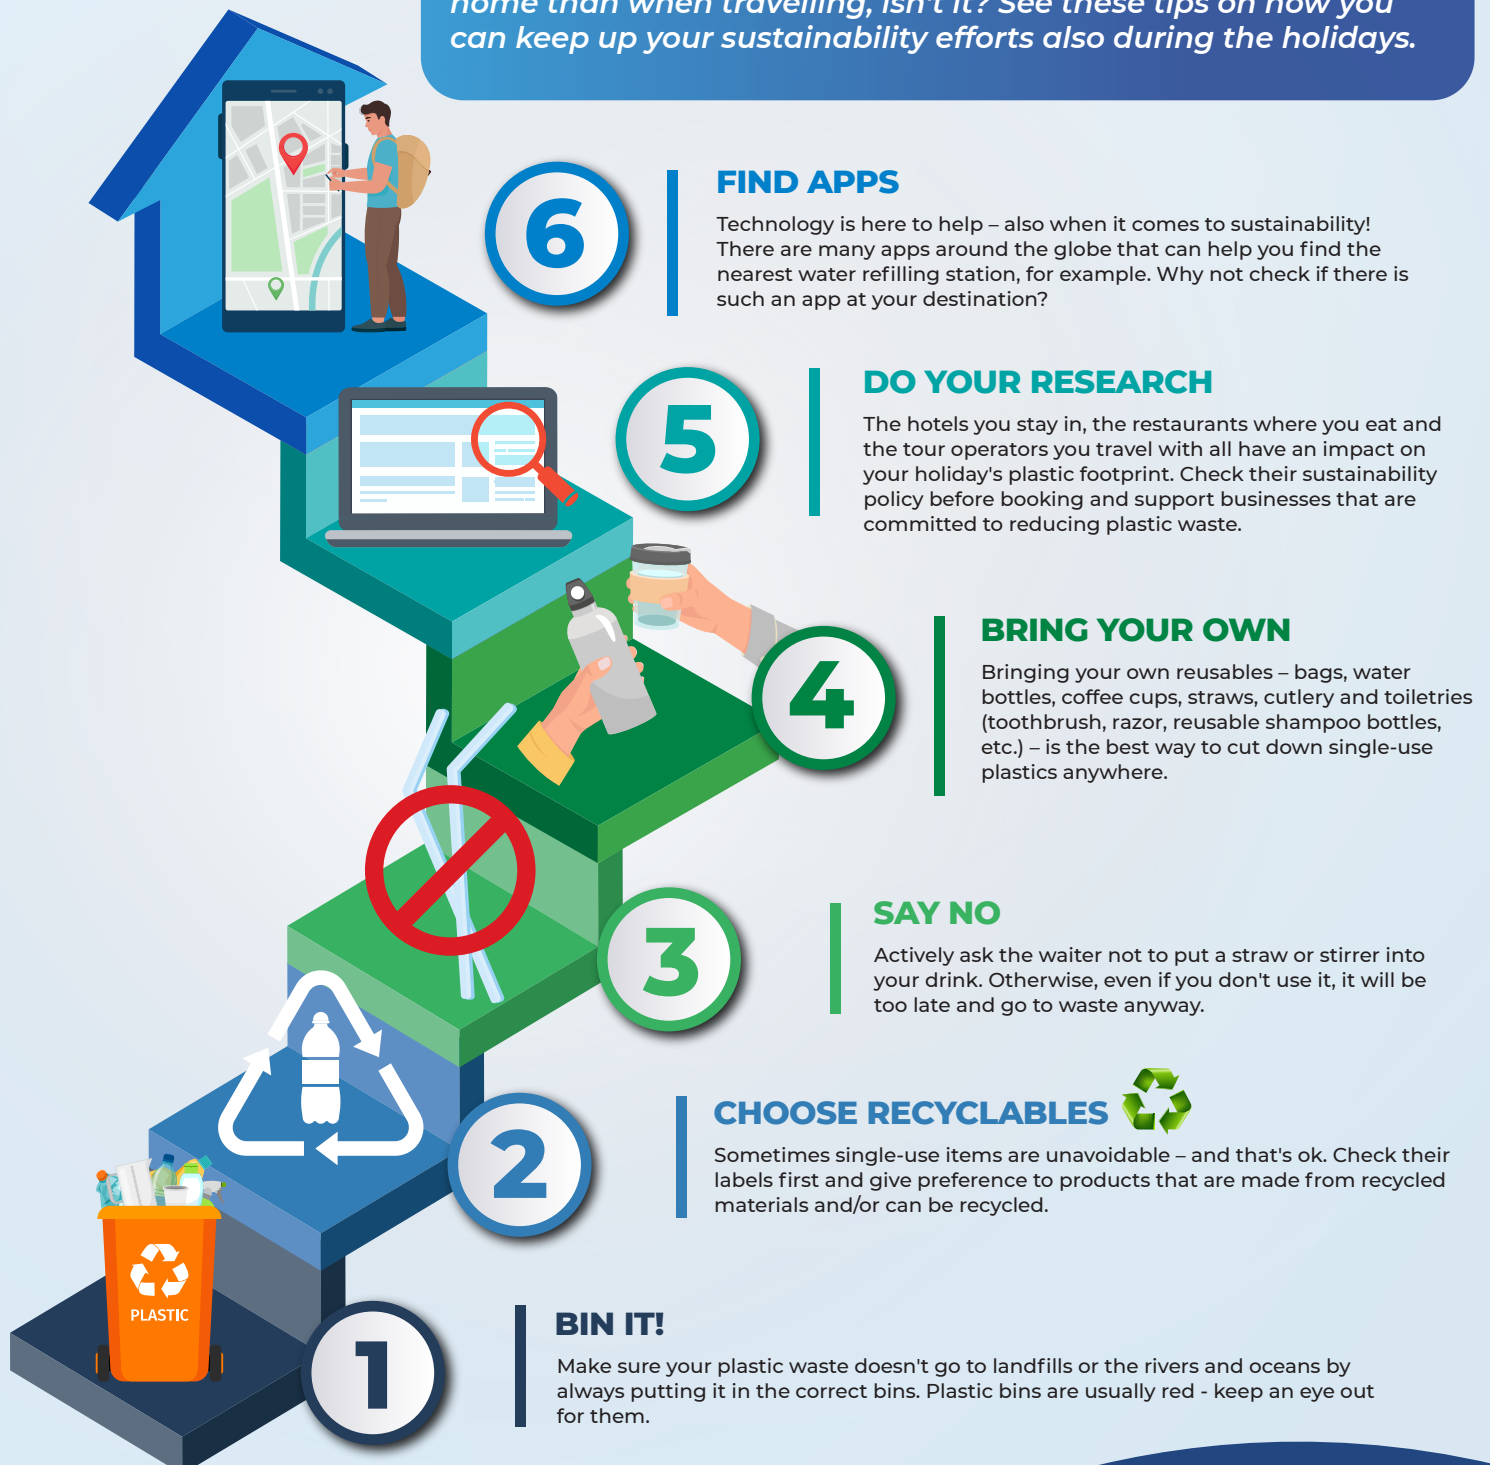 home than when travelling, isn't it? See these tips on how you
can keep up your sustainability efforts also during the holidays.
6
FIND APPS
Technology is here to help – also when it comes to sustainability!
There are many apps around the globe that can help you find the
nearest water refilling station, for example. Why not check if there is
such an app at your destination?
5
DO YOUR RESEARCH
The hotels you stay in, the restaurants where you eat and
the tour operators you travel with all have an impact on
your holiday's plastic footprint. Check their sustainability
policy before booking and support businesses that are
committed to reducing plastic waste.
4
BRING YOUR OWN
Bringing your own reusables – bags, water
bottles, coffee cups, straws, cutlery and toiletries
(toothbrush, razor, reusable shampoo bottles,
etc.) – is the best way to cut down single-use
plastics anywhere.
3
SAY NO
Actively ask the waiter not to put a straw or stirrer into
your drink. Otherwise, even if you don't use it, it will be
too late and go to waste anyway.
2
CHOOSE RECYCLABLES
Sometimes single-use items are unavoidable – and that's ok. Check their
labels first and give preference to products that are made from recycled
materials and/or can be recycled.
PLASTIC
1
BIN IT!
Make sure your plastic waste doesn't go to landfills or the rivers and oceans by
always putting it in the correct bins. Plastic bins are usually red - keep an eye out
for them.